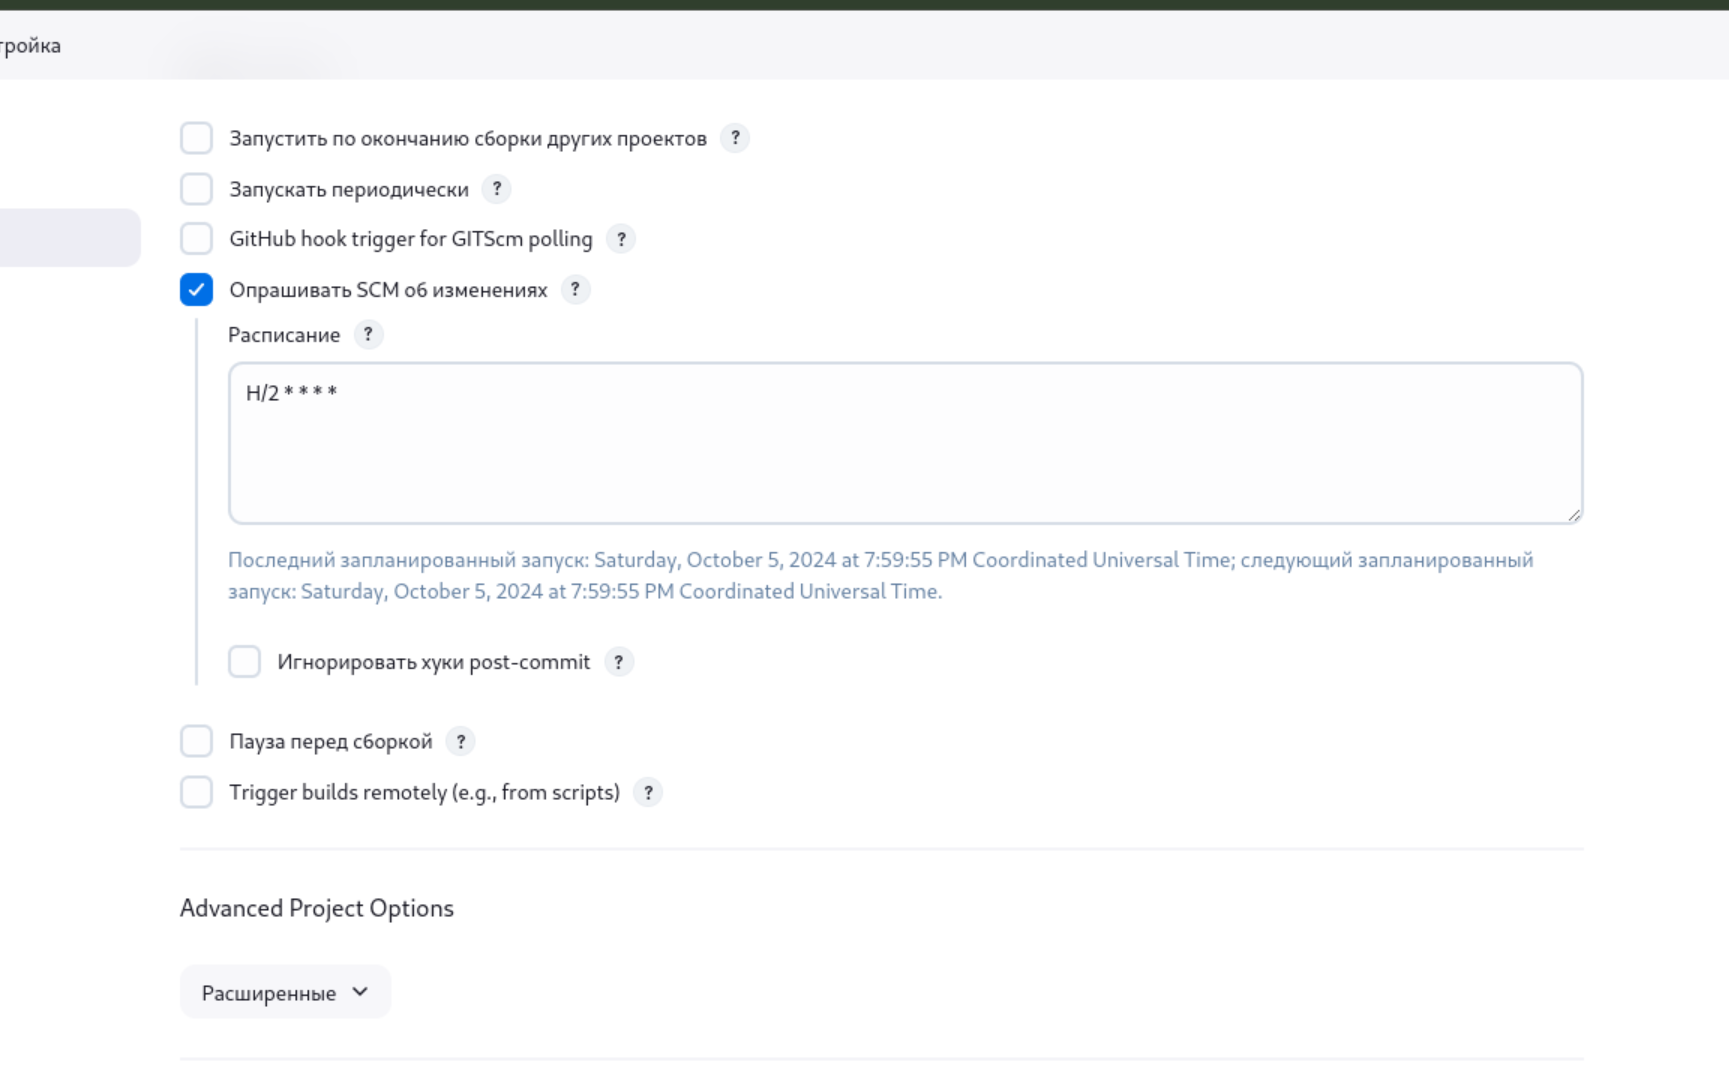 тройка
Запустить по окончанию сборки других проектов ?
Запускать периодически ?
GitHub hook trigger for GITScm polling ?
Опрашивать SCM об изменениях ?
Расписание ?
H/2 * * * *
Последний запланированный запуск: Saturday, October 5, 2024 at 7:59:55 PM Coordinated Universal Time; следующий запланированный
запуск: Saturday, October 5, 2024 at 7:59:55 PM Coordinated Universal Time.
Игнорировать хуки post-commit ?
Пауза перед сборкой ?
Trigger builds remotely (e.g., from scripts) ?
Advanced Project Options
Расширенные